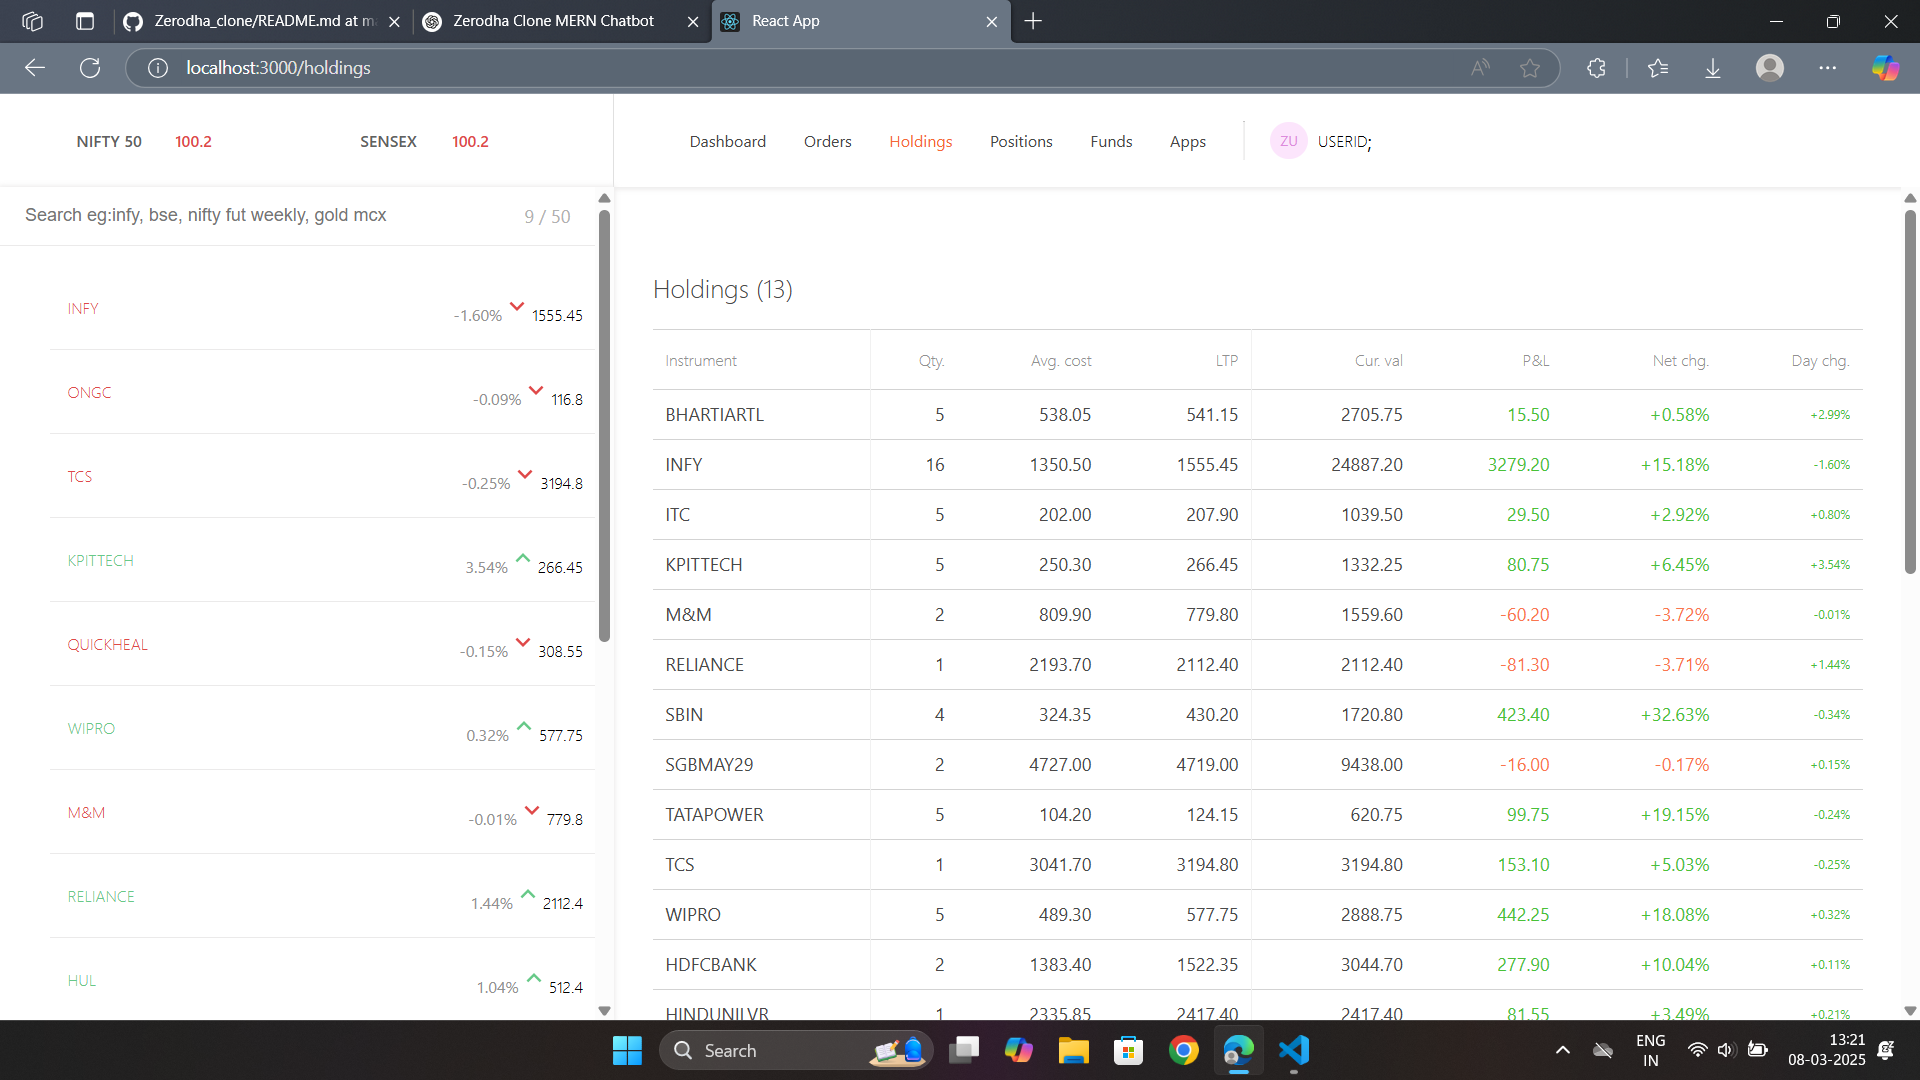 Zerodha_clone/README.md at m
Zerodha Clone MERN Chatbot
React App
localhost:3000/holdings
NIFTY 50 100.2 SENSEX 100.2
Dashboard Orders Holdings Positions Funds Apps ZU USERID;
Search eg:infy, bse, nifty fut weekly, gold mcx 9 / 50
INFY -1.60% 1555.45
ONGC -0.09% 116.8
TCS -0.25% 3194.8
KPITTECH 3.54% 266.45
QUICKHEAL -0.15% 308.55
WIPRO 0.32% 577.75
M&M -0.01% 779.8
RELIANCE 1.44% 2112.4
HUL 1.04% 512.4
Holdings (13)
Instrument Qty. Avg. cost LTP Cur. val P&L Net chg. Day chg.
BHARTIARTL 5 538.05 541.15 2705.75 15.50 +0.58% +2.99%
INFY 16 1350.50 1555.45 24887.20 3279.20 +15.18% -1.60%
ITC 5 202.00 207.90 1039.50 29.50 +2.92% +0.80%
KPITTECH 5 250.30 266.45 1332.25 80.75 +6.45% +3.54%
M&M 2 809.90 779.80 1559.60 -60.20 -3.72% -0.01%
RELIANCE 1 2193.70 2112.40 2112.40 -81.30 -3.71% +1.44%
SBIN 4 324.35 430.20 1720.80 423.40 +32.63% -0.34%
SGBMAY29 2 4727.00 4719.00 9438.00 -16.00 -0.17% +0.15%
TATAPOWER 5 104.20 124.15 620.75 99.75 +19.15% -0.24%
TCS 1 3041.70 3194.80 3194.80 153.10 +5.03% -0.25%
WIPRO 5 489.30 577.75 2888.75 442.25 +18.08% +0.32%
HDFCBANK 2 1383.40 1522.35 3044.70 277.90 +10.04% +0.11%
HINDUNILVR 1 2335.85 2417.40 2417.40 81.55 +3.49% +0.21%
Search
ENG
IN
13:21
08-03-2025